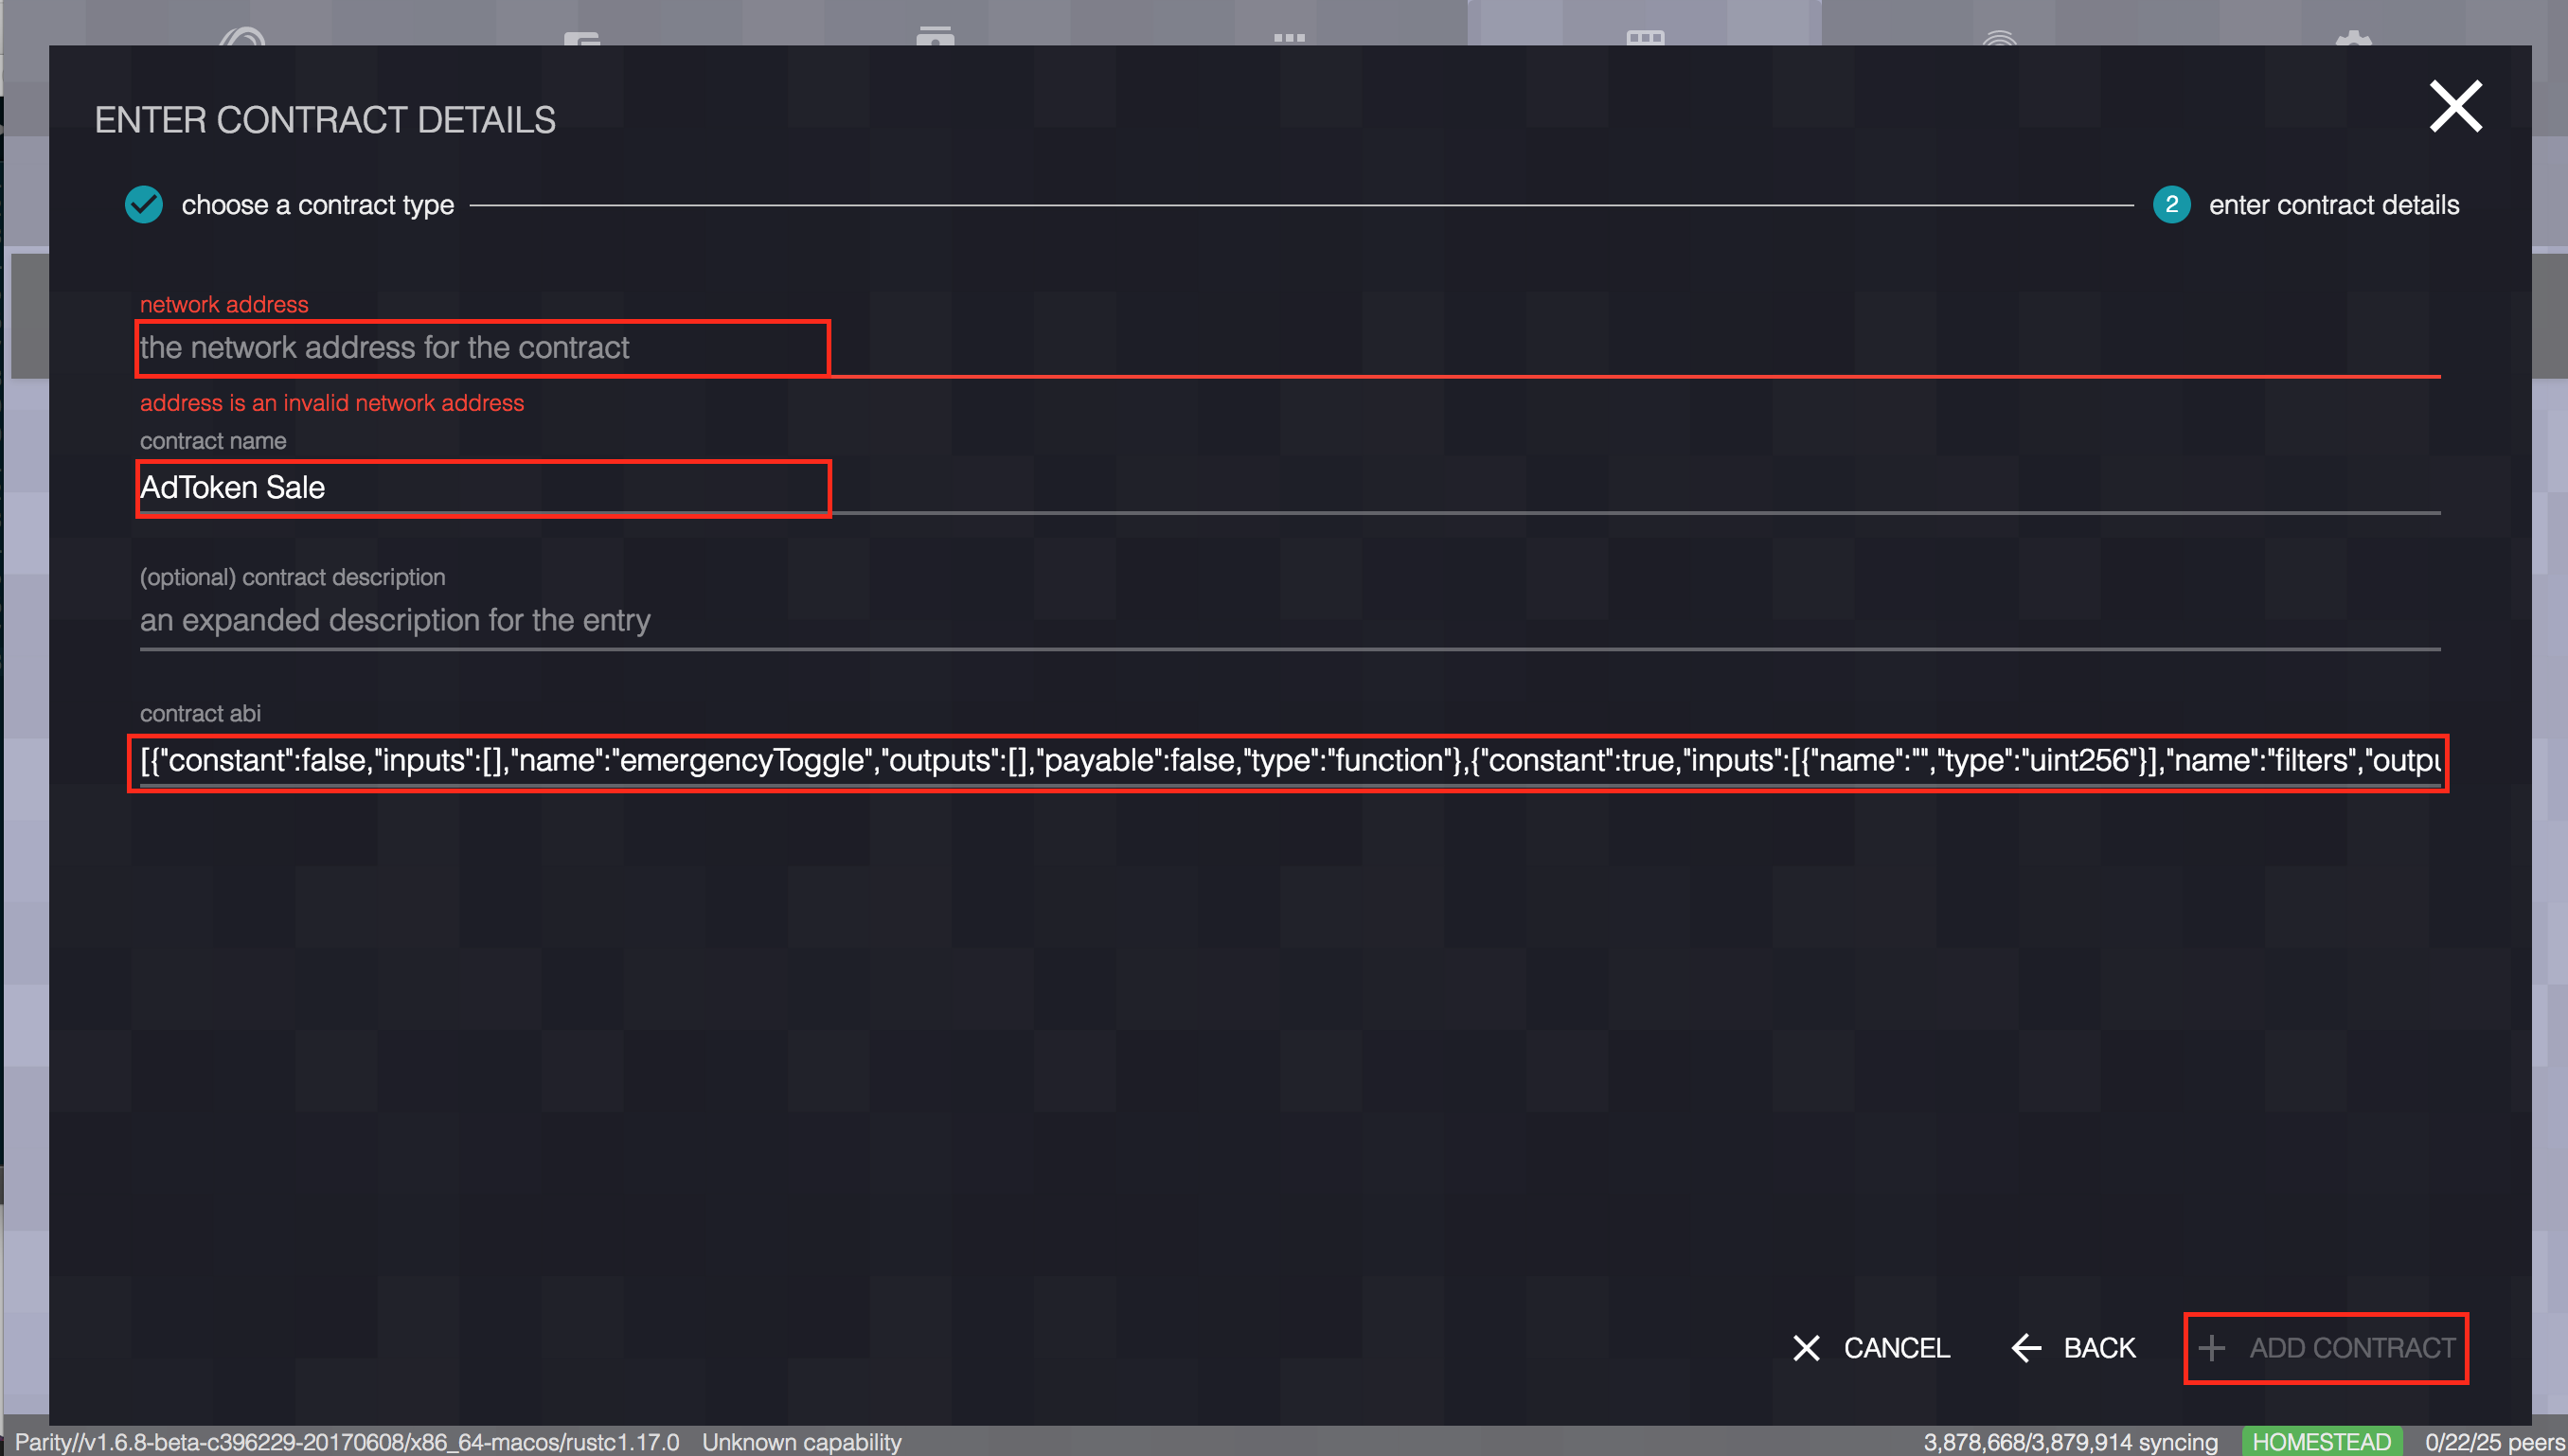 ENTER CONTRACT DETAILS
choose a contract type
2 enter contract details
network address
the network address for the contract
address is an invalid network address
contract name
AdToken Sale
(optional) contract description
an expanded description for the entry
contract abi
[{"constant":false,"inputs":[],"name":"emergencyToggle","outputs":[],"payable":false,"type":"function"},{"constant":true,"inputs":[{"name":"","type":"uint256"}],"name":"filters","outpu
CANCEL BACK ADD CONTRACT
Parity//v1.6.8-beta-c396229-20170608/x86_64-macos/rustc1.17.0 Unknown capability 3,878,668/3,879,914 syncing HOMESTEAD 0/22/25 peers